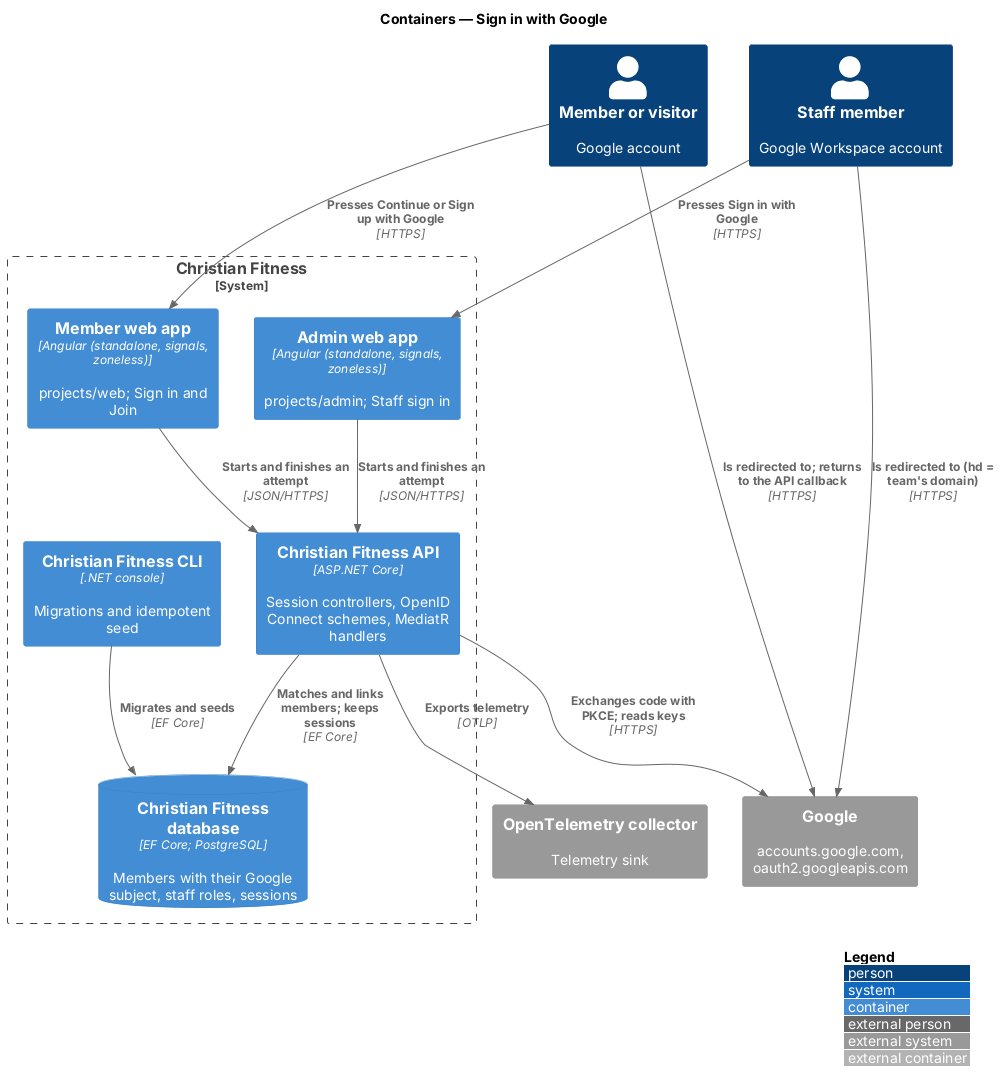 Containers — Sign in with Google
Member or visitor
Google account
Staff member
Google Workspace account
Presses Continue or Sign
up with Google
[HTTPS]
Presses Sign in with
Google
[HTTPS]
Christian Fitness
[System]
Member web app
[Angular (standalone, signals,
zoneless)]
projects/web; Sign in and
Join
Admin web app
[Angular (standalone, signals,
zoneless)]
projects/admin; Staff sign in
Starts and finishes an
attempt
[JSON/HTTPS]
Starts and finishes an
attempt
[JSON/HTTPS]
Is redirected to; returns
to the API callback
[HTTPS]
Is redirected to (hd =
team's domain)
[HTTPS]
Christian Fitness CLI
[.NET console]
Migrations and idempotent
seed
Christian Fitness API
[ASP.NET Core]
Session controllers, OpenID
Connect schemes, MediatR
handlers
Migrates and seeds
[EF Core]
Matches and links
members; keeps
sessions
[EF Core]
Exports telemetry
[OTLP]
Exchanges code with
PKCE; reads keys
[HTTPS]
Christian Fitness
database
[EF Core; PostgreSQL]
Members with their Google
subject, staff roles, sessions
OpenTelemetry collector
Telemetry sink
Google
accounts.google.com,
oauth2.googleapis.com
Legend
person
system
container
external person
external system
external container